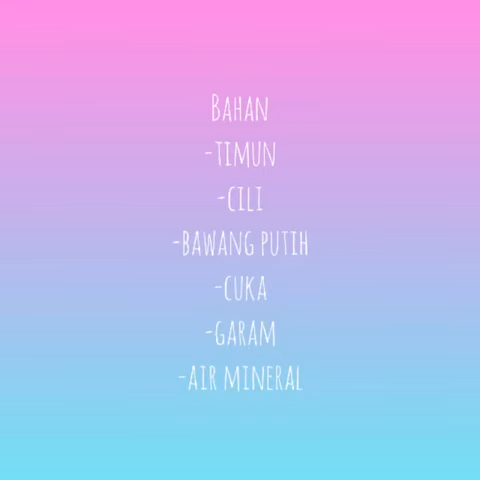 Bahan
-timun
-cili
-bawang putih
-cuka
-garam
-air mineral